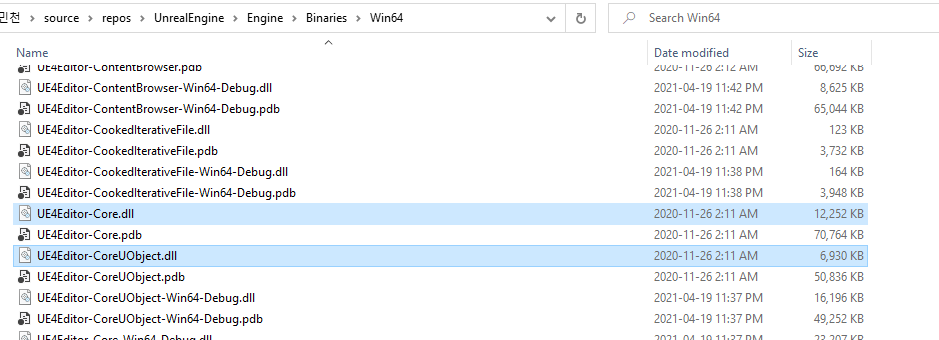 민천 > source > repos > UnrealEngine > Engine > Binaries > Win64
Search Win64
Name Date modified Size
UE4Editor-ContentBrowser.pdb 2020-11-26 2:12 AM 66,692 KB
UE4Editor-ContentBrowser-Win64-Debug.dll 2021-04-19 11:42 PM 8,625 KB
UE4Editor-ContentBrowser-Win64-Debug.pdb 2021-04-19 11:42 PM 65,044 KB
UE4Editor-CookedIterativeFile.dll 2020-11-26 2:11 AM 123 KB
UE4Editor-CookedIterativeFile.pdb 2020-11-26 2:11 AM 3,732 KB
UE4Editor-CookedIterativeFile-Win64-Debug.dll 2021-04-19 11:38 PM 164 KB
UE4Editor-CookedIterativeFile-Win64-Debug.pdb 2021-04-19 11:38 PM 3,948 KB
UE4Editor-Core.dll 2020-11-26 2:11 AM 12,252 KB
UE4Editor-Core.pdb 2020-11-26 2:11 AM 70,764 KB
UE4Editor-CoreUObject.dll 2020-11-26 2:11 AM 6,930 KB
UE4Editor-CoreUObject.pdb 2020-11-26 2:11 AM 50,836 KB
UE4Editor-CoreUObject-Win64-Debug.dll 2021-04-19 11:37 PM 16,196 KB
UE4Editor-CoreUObject-Win64-Debug.pdb 2021-04-19 11:37 PM 49,252 KB
UE4Editor-Core-Win64-Debug.dll 2021-04-19 11:37 PM 23,207 KB